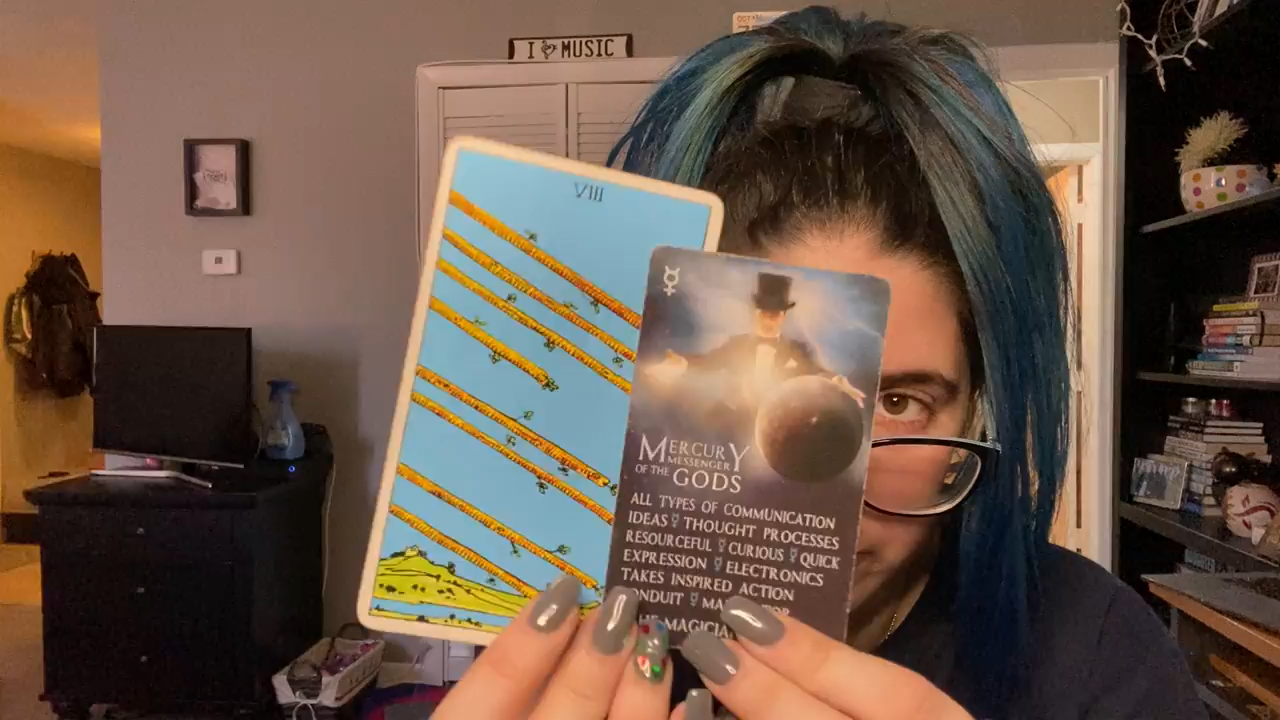 I MUSIC
VIII
MERCURY
MESSENGER
OF THE GODS
ALL TYPES OF COMMUNICATION
IDEAS ☿ THOUGHT PROCESSES
RESOURCEFUL ☿ CURIOUS ☿ QUICK
EXPRESSION ☿ ELECTRONICS
TAKES INSPIRED ACTION